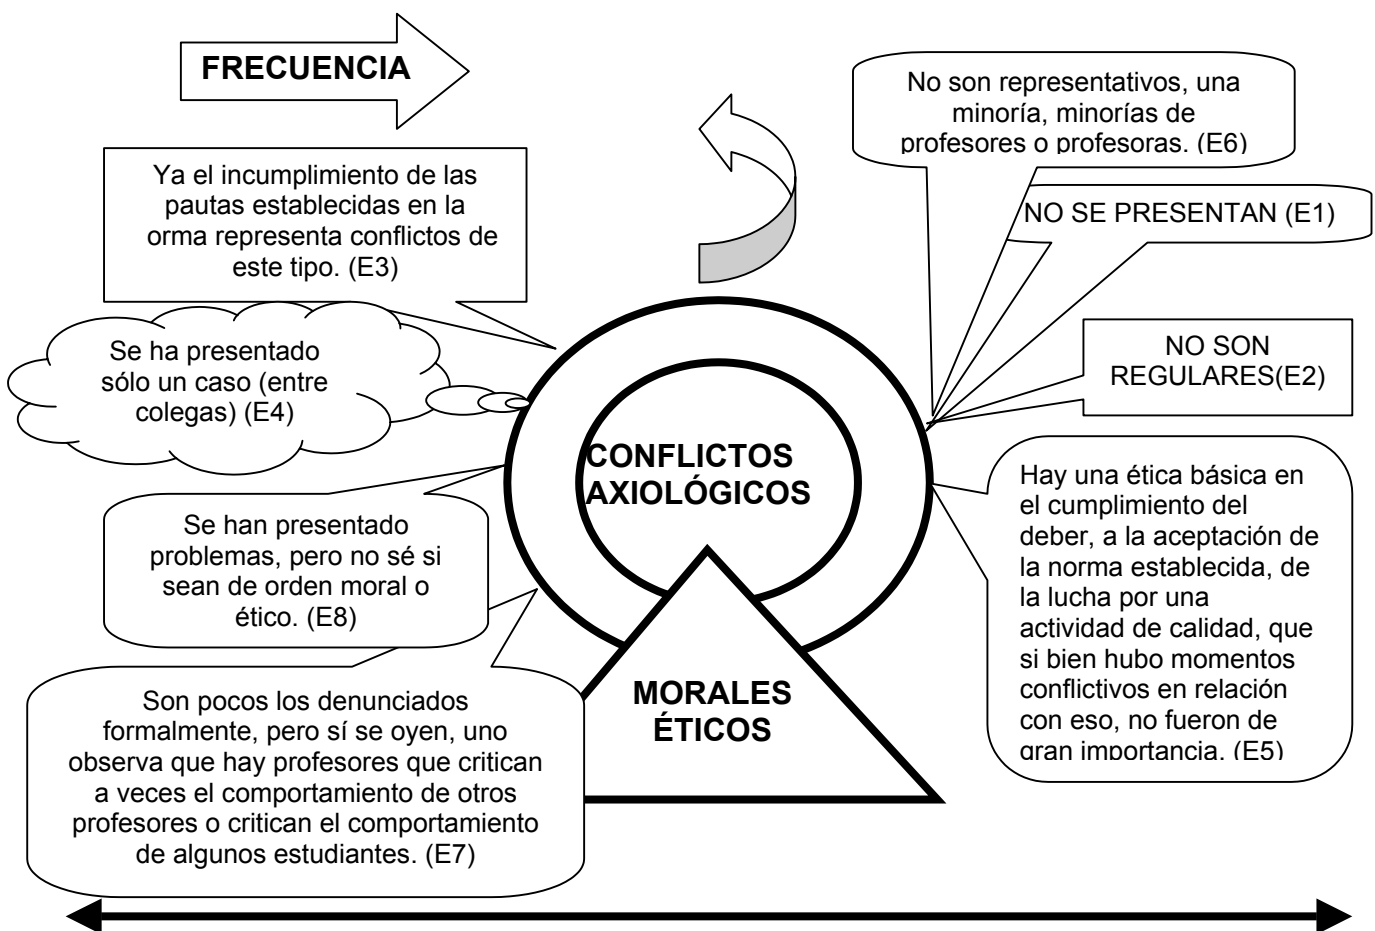 FRECUENCIA
No son representativos, una
minoría, minorías de
profesores o profesoras. (E6)
Ya el incumplimiento de las
pautas establecidas en la
orma representa conflictos de
este tipo. (E3)
NO SE PRESENTAN (E1)
Se ha presentado
sólo un caso (entre
colegas) (E4)
NO SON
REGULARES(E2)
CONFLICTOS
AXIOLÓGICOS
Hay una ética básica en
el cumplimiento del
deber, a la aceptación de
la norma establecida, de
la lucha por una
actividad de calidad, que
si bien hubo momentos
conflictivos en relación
con eso, no fueron de
gran importancia. (E5)
Se han presentado
problemas, pero no sé si
sean de orden moral o
ético. (E8)
MORALES
ÉTICOS
Son pocos los denunciados
formalmente, pero sí se oyen, uno
observa que hay profesores que critican
a veces el comportamiento de otros
profesores o critican el comportamiento
de algunos estudiantes. (E7)